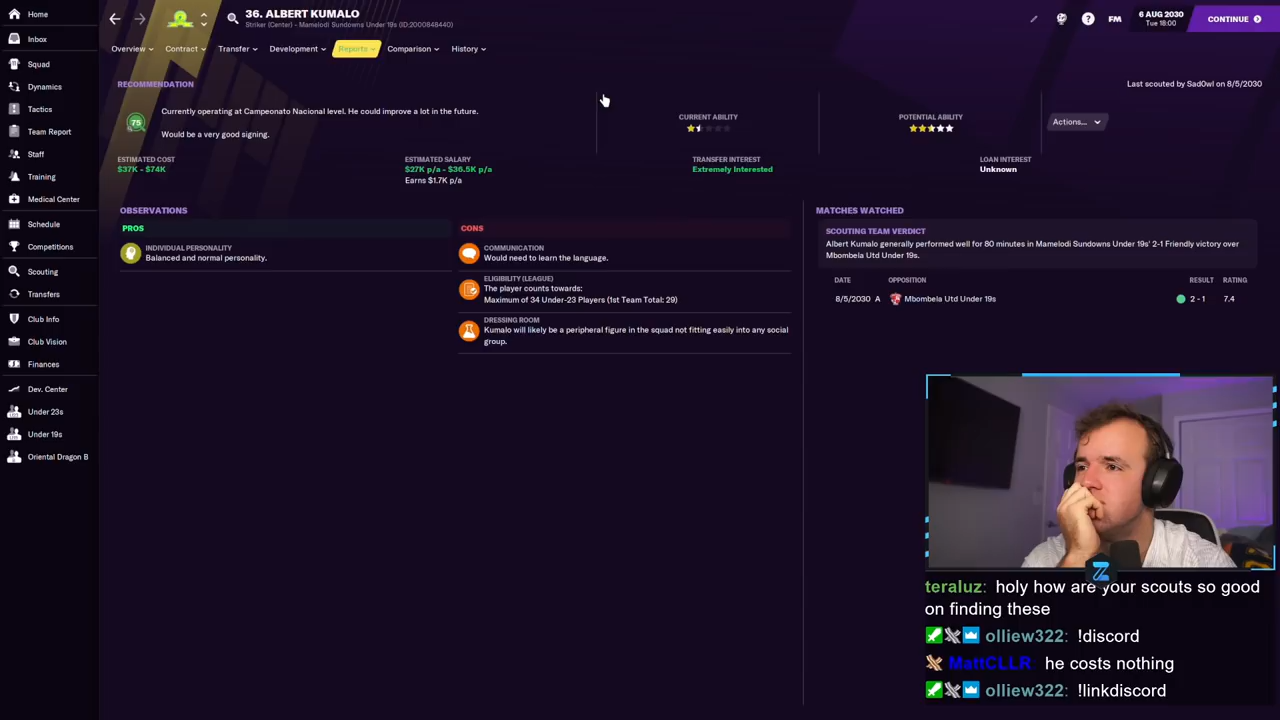 Home
Inbox
Squad
Dynamics
Tactics
Team Report
Staff
Training
Medical Center
Schedule
Competitions
Scouting
Transfers
Club Info
Club Vision
Finances
Dev. Center
Under 23s
Under 19s
Oriental Dragon B
36. ALBERT KUMALO
Striker (Center) - Mamelodi Sundowns Under 19s (ID:2000848440)
FM
6 AUG 2030
Tue 18:00
CONTINUE
Overview
Contract
Transfer
Development
Reports
Comparison
History
RECOMMENDATION
Last scouted by Sad0wl on 8/5/2030
75
Currently operating at Campeonato Nacional level. He could improve a lot in the future.
Would be a very good signing.
CURRENT ABILITY
POTENTIAL ABILITY
Actions...
ESTIMATED COST
$37K - $74K
ESTIMATED SALARY
$27K p/a - $36.5K p/a
Earns $1.7K p/a
TRANSFER INTEREST
Extremely Interested
LOAN INTEREST
Unknown
OBSERVATIONS
PROS
INDIVIDUAL PERSONALITY
Balanced and normal personality.
CONS
COMMUNICATION
Would need to learn the language.
ELIGIBILITY (LEAGUE)
The player counts towards:
Maximum of 34 Under-23 Players (1st Team Total: 29)
DRESSING ROOM
Kumalo will likely be a peripheral figure in the squad not fitting easily into any social
group.
MATCHES WATCHED
SCOUTING TEAM VERDICT
Albert Kumalo generally performed well for 80 minutes in Mamelodi Sundowns Under 19s' 2-1 Friendly victory over
Mbombela Utd Under 19s.
DATE OPPOSITION RESULT RATING
8/5/2030 A Mbombela Utd Under 19s 2 - 1 7.4
teraluz: holy how are your scouts so good
on finding these
olliew322: !discord
MattCLLR he costs nothing
olliew322: !linkdiscord